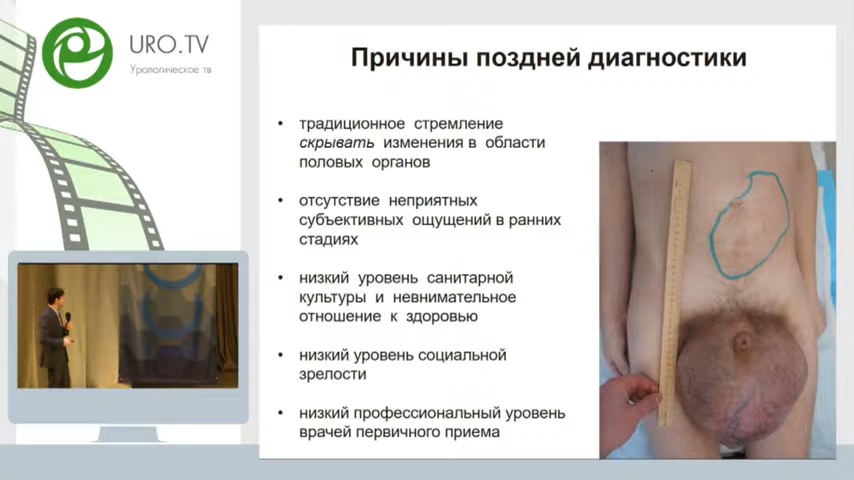 URO.TV
Урологическое тв
Причины поздней диагностики
• традиционное стремление
скрывать изменения в области
половых органов
• отсутствие неприятных
субъективных ощущений в ранних
стадиях
• низкий уровень санитарной
культуры и невнимательное
отношение к здоровью
• низкий уровень социальной
зрелости
• низкий профессиональный уровень
врачей первичного приема